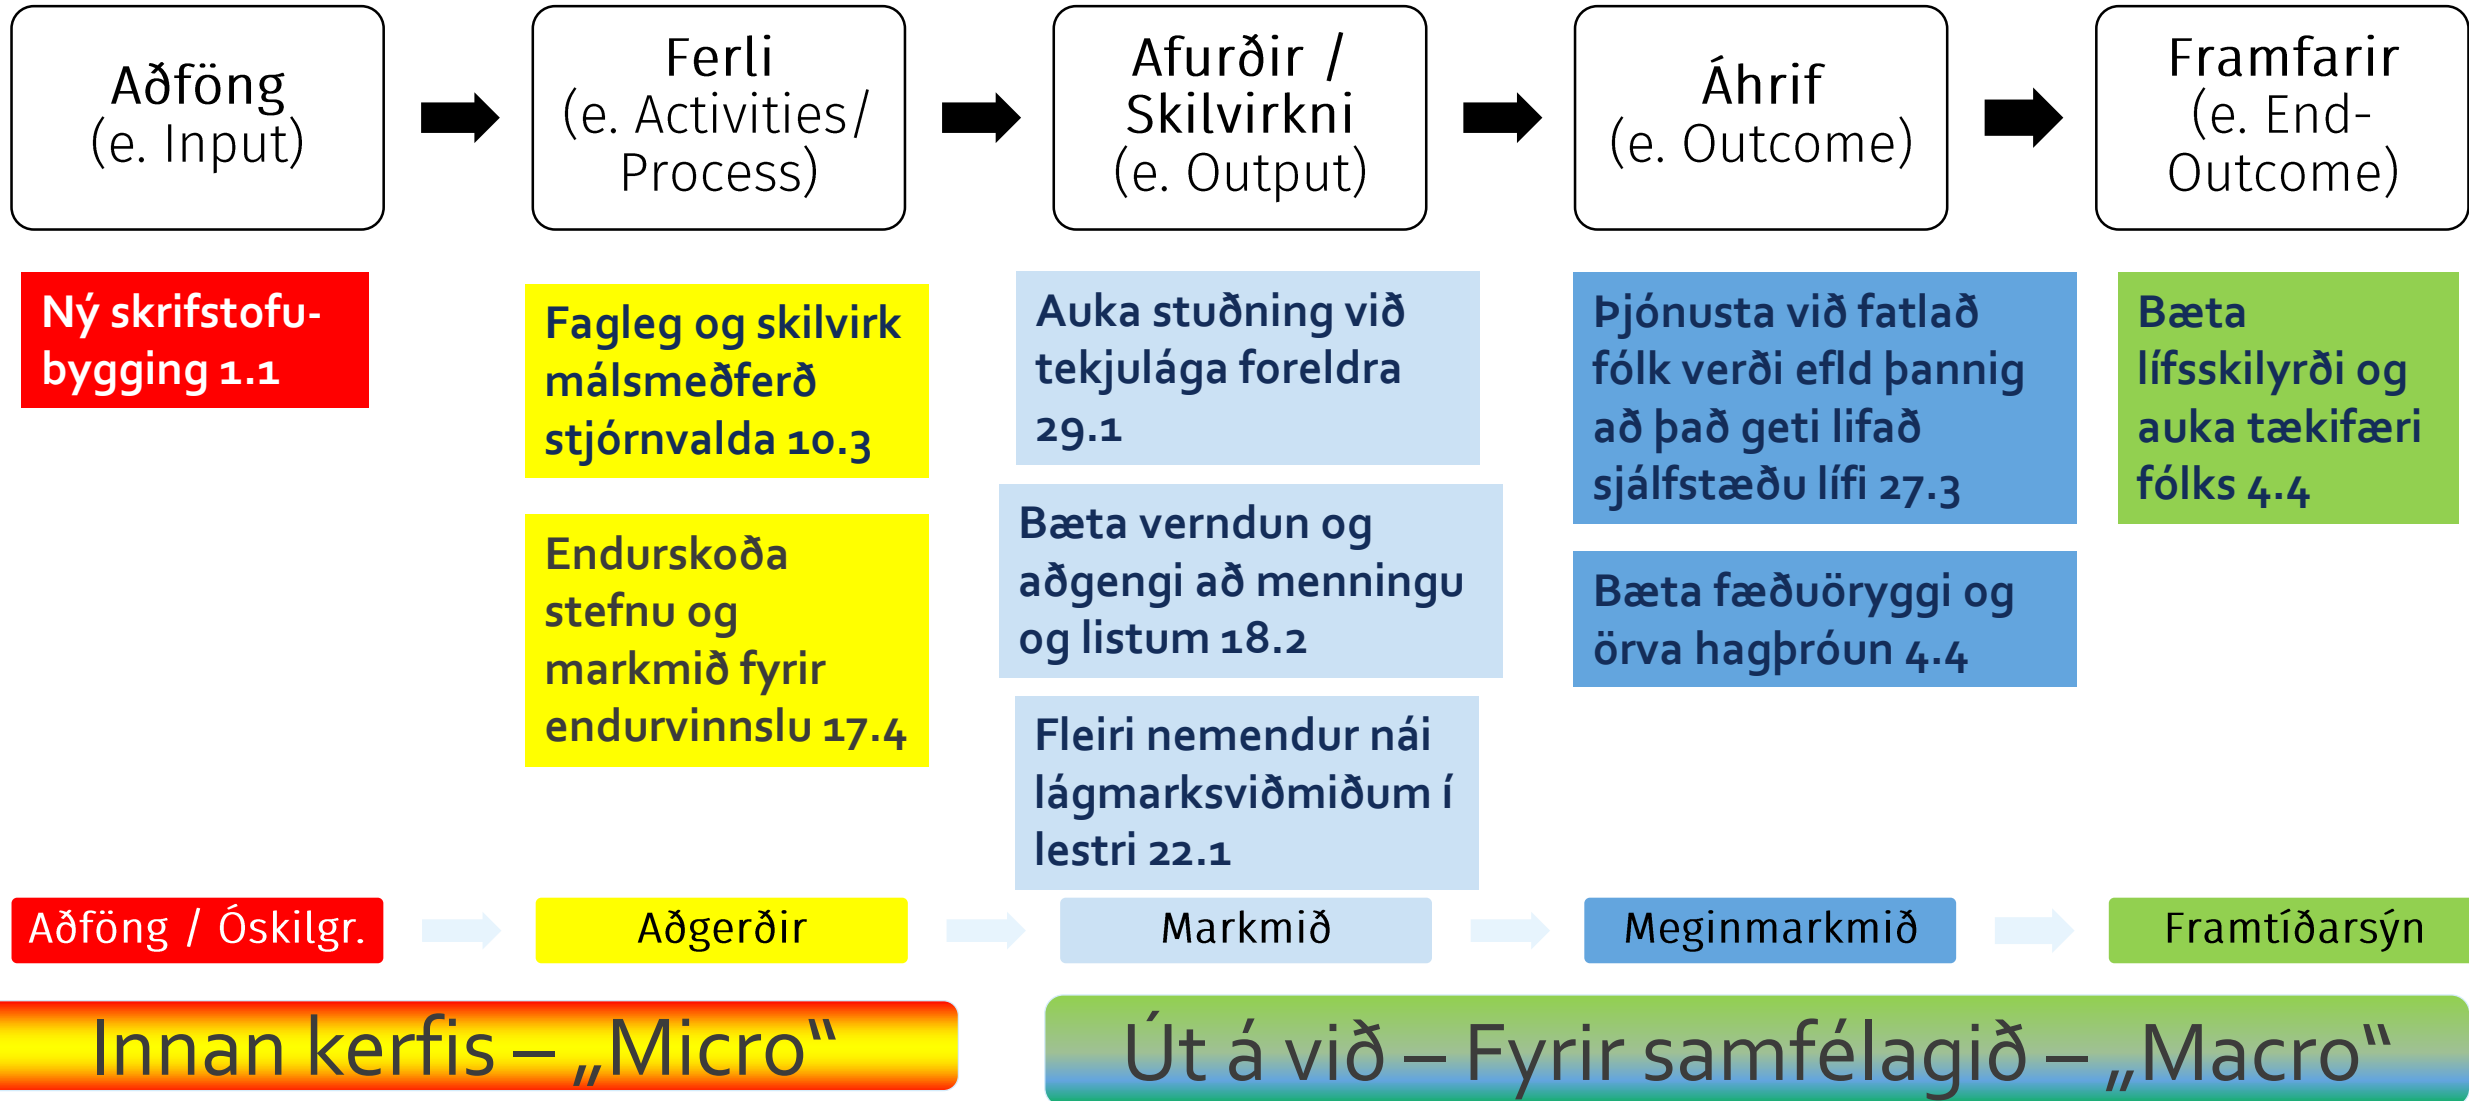 Aðföng
(e. Input)
Ferli
(e. Activities/
Process)
Afurðir /
Skilvirkni
(e. Output)
Áhrif
(e. Outcome)
Framfarir
(e. End-
Outcome)
Ný skrifstofu-
bygging 1.1
Fagleg og skilvirk
málsmeðferð
stjórnvalda 10.3
Endurskoða
stefnu og
markmið fyrir
endurvinnslu 17.4
Auka stuðning við
tekjulága foreldra
29.1
Bæta verndun og
aðgengi að menningu
og listum 18.2
Fleiri nemendur nái
lágmarksviðmiðum í
lestri 22.1
Þjónusta við fatlað
fólk verði efld þannig
að það geti lifað
sjálfstæðu lífi 27.3
Bæta fæðuöryggi og
örva hagþróun 4.4
Bæta
lífsskilyrði og
auka tækifæri
fólks 4.4
Aðföng / Óskilgr.
Aðgerðir
Markmið
Meginmarkmið
Framtíðarsýn
Innan kerfis – „Micro“
Út á við – Fyrir samfélagið – „Macro“